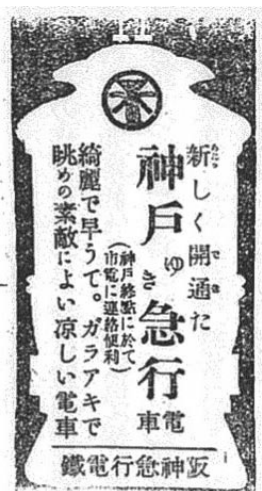 新しく開通た
神戸ゆき急行電車
(神戸終點に於て
市電に連絡便利)
綺麗で早うて。ガラアキで
眺めの素敵によい涼しい電車
阪神急行電鐵